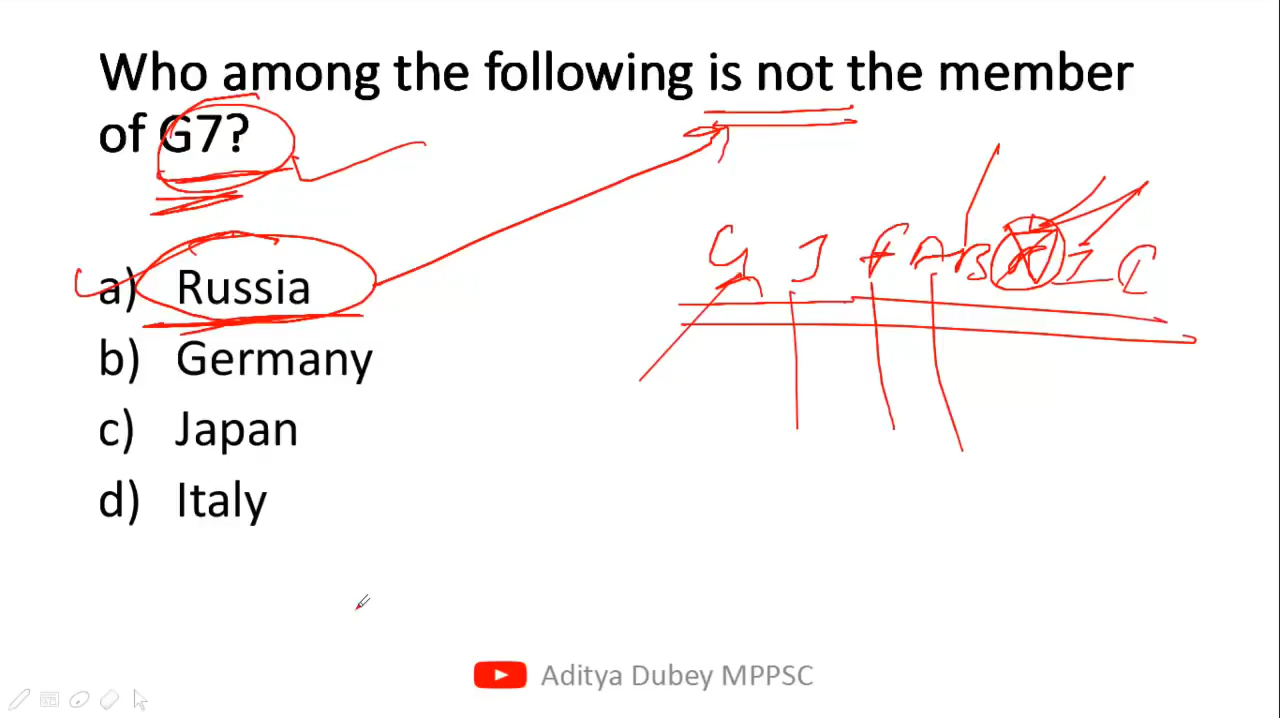 Who among the following is not the member
of G7?
G J F A B R I C
a) Russia
b) Germany
c) Japan
d) Italy
Aditya Dubey MPPSC